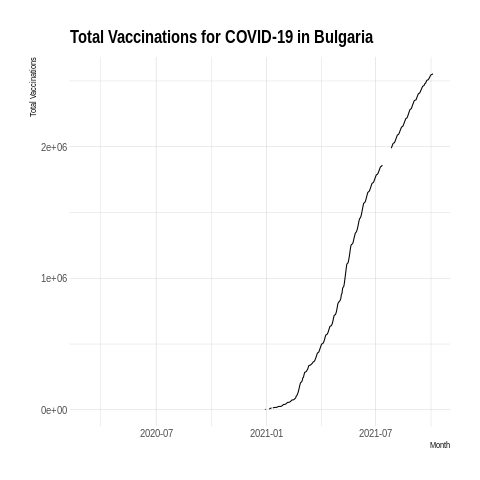 Total Vaccinations for COVID-19 in Bulgaria
Total Vaccinations
2e+06
1e+06
0e+00
2020-07 2021-01 2021-07
Month